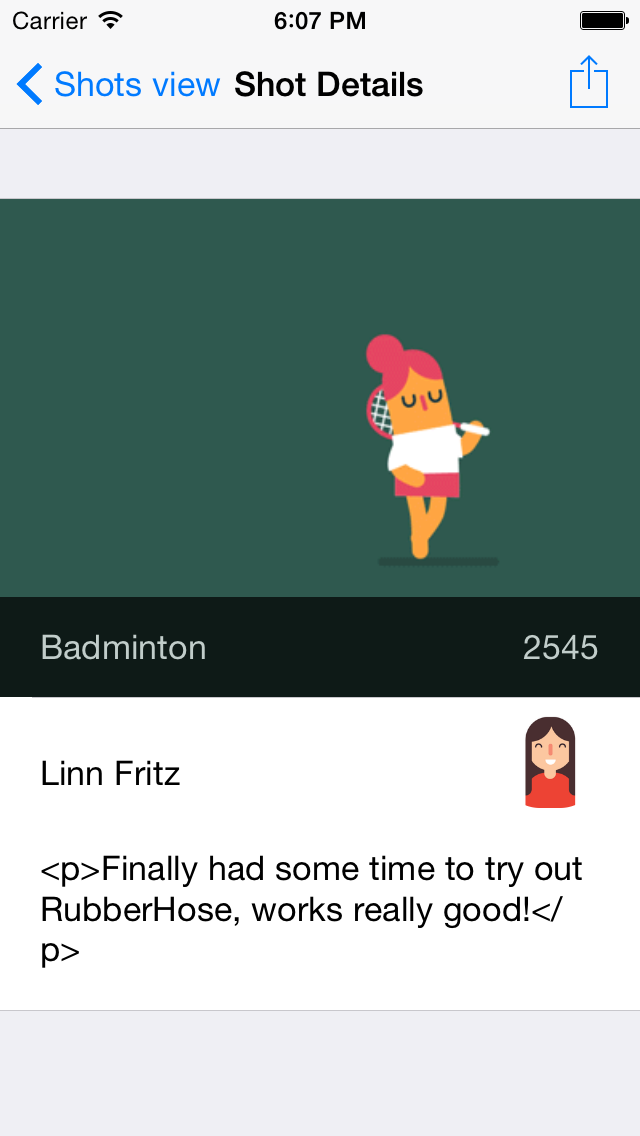 Carrier 6:07 PM
Shots view Shot Details
Badminton 2545
Linn Fritz
<p>Finally had some time to try out
RubberHose, works really good!</
p>